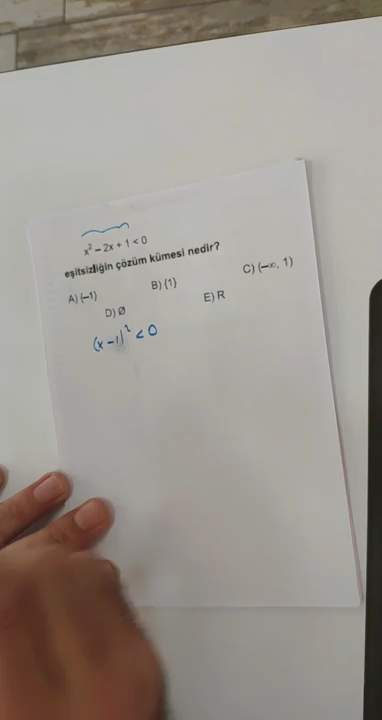 x² – 2x + 1 < 0
eşitsizliğin çözüm kümesi nedir?
A) {–1} B) {1} C) (–∞, 1)
D) Ø E) R
(x – 1)² < 0